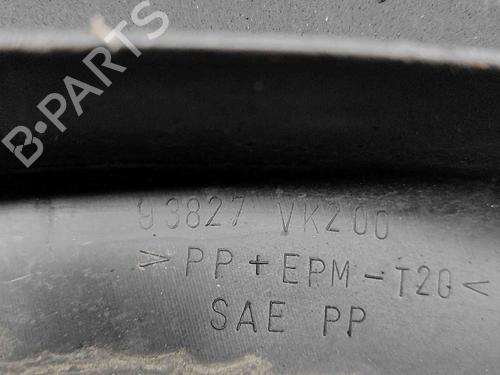 B-PARTS
93827 VK200
>PP+EPM-T20<
SAE PP